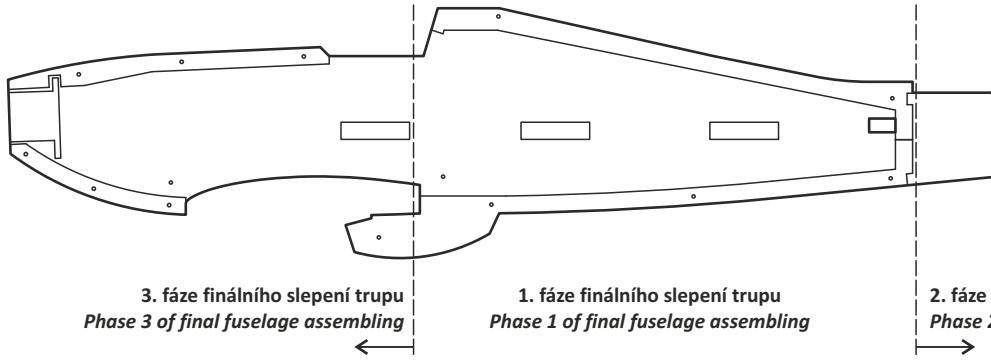 3. fáze finálního slepení trupu
Phase 3 of final fuselage assembling
1. fáze finálního slepení trupu
Phase 1 of final fuselage assembling
2. fáze
Phase 2